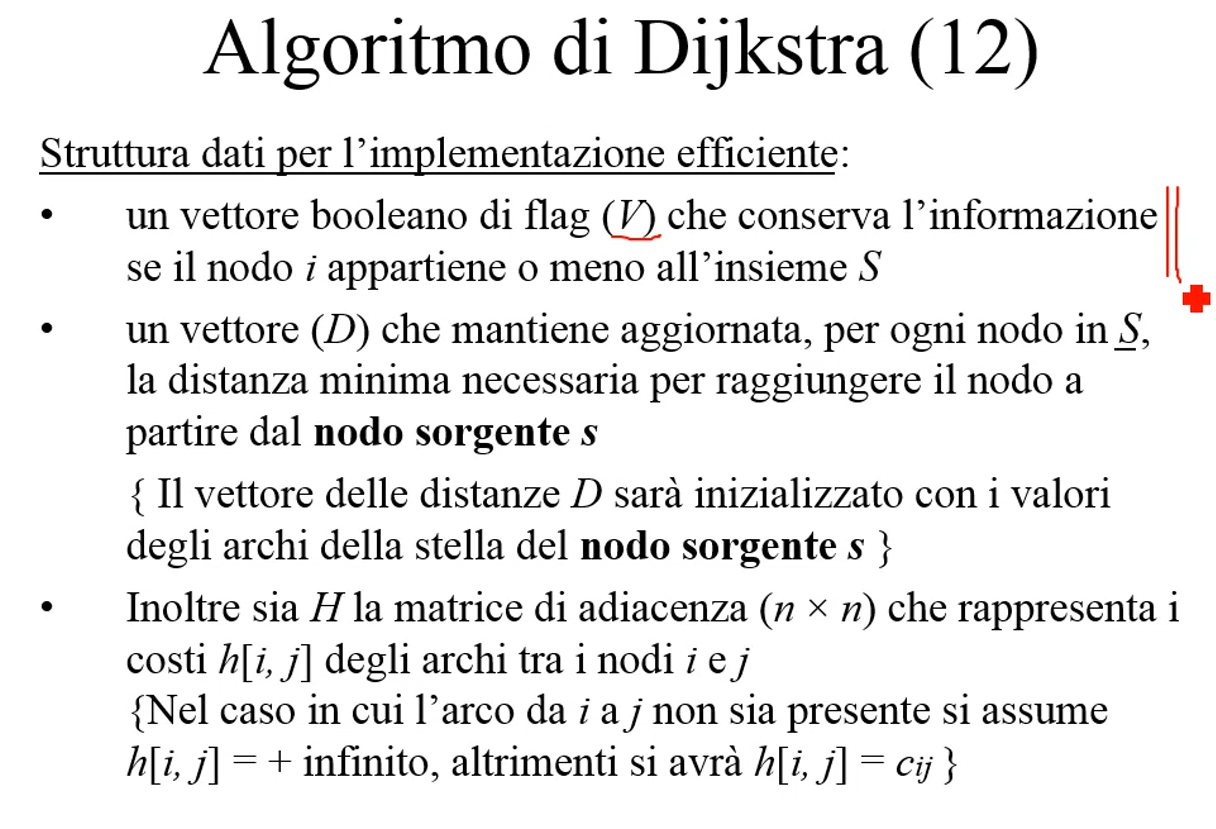 Algoritmo di Dijkstra (12)
Struttura dati per l’implementazione efficiente:
• un vettore booleano di flag (V) che conserva l’informazione
se il nodo i appartiene o meno all’insieme S
• un vettore (D) che mantiene aggiornata, per ogni nodo in S,
la distanza minima necessaria per raggiungere il nodo a
partire dal nodo sorgente s
{ Il vettore delle distanze D sarà inizializzato con i valori
degli archi della stella del nodo sorgente s }
• Inoltre sia H la matrice di adiacenza (n × n) che rappresenta i
costi h[i, j] degli archi tra i nodi i e j
{Nel caso in cui l’arco da i a j non sia presente si assume
h[i, j] = + infinito, altrimenti si avrà h[i, j] = cij }